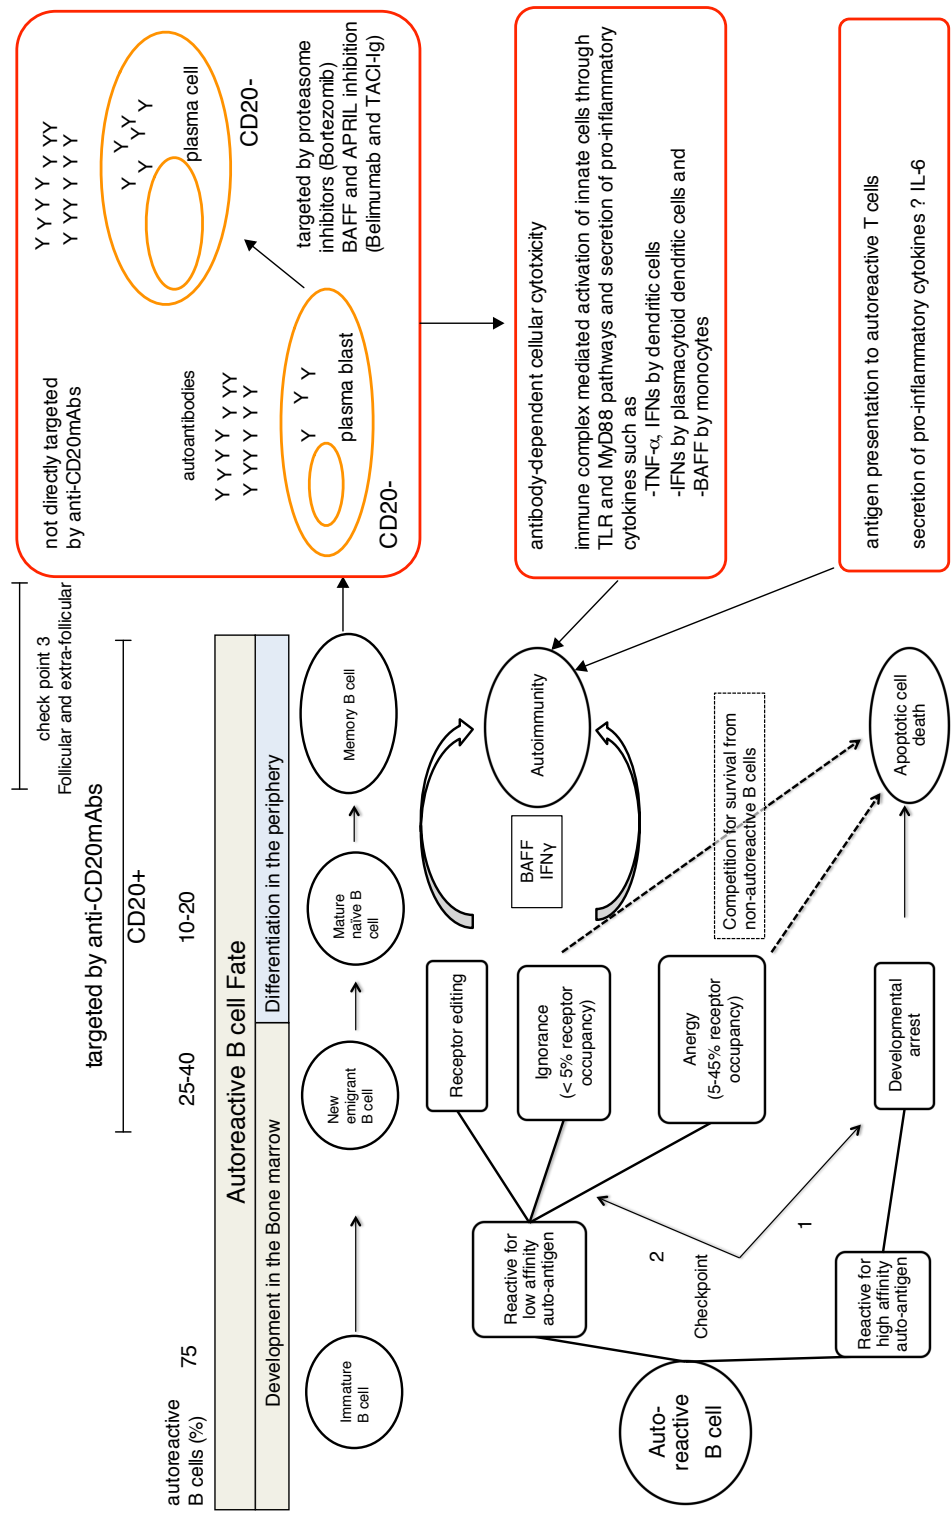 autoreactive
B cells (%)
75
25-40
10-20
targeted by anti-CD20mAbs
CD20+
check point 3
Follicular and extra-follicular
Autoreactive B cell Fate
Development in the Bone marrow
Differentiation in the periphery
Immature
B cell
New
emigrant
B cell
Mature
naïve B
cell
Memory B cell
not directly targeted
by anti-CD20mAbs
autoantibodies
Y Y Y Y Y YY
Y YYY Y Y Y
Y Y Y
plasma blast
CD20-
Y Y Y Y Y YY
Y YYY Y Y Y
Y Y Y Y Y Y
plasma cell
CD20-
targeted by proteasome
inhibitors (Bortezomib)
BAFF and APRIL inhibition
(Belimumab and TACI-Ig)
Auto-
reactive
B cell
Reactive for
low affinity
auto-antigen
Reactive for
high affinity
auto-antigen
2
Checkpoint
1
Receptor editing
Ignorance
(< 5% receptor
occupancy)
Anergy
(5-45% receptor
occupancy)
Developmental
arrest
BAFF
IFNγ
Autoimmunity
Competition for survival from
non-autoreactive B cells
Apoptotic cell
death
antibody-dependent cellular cytotxicity
immune complex mediated activation of innate cells through
TLR and MyD88 pathways and secretion of pro-inflammatory
cytokines such as
-TNF-α, IFNs by dendritic cells
-IFNs by plasmacytoid dendritic cells and
-BAFF by monocytes
antigen presentation to autoreactive T cells
secretion of pro-inflammatory cytokines ? IL-6